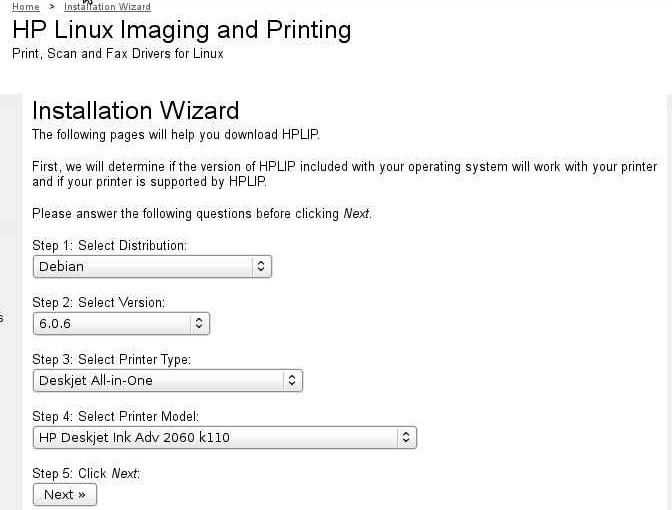 Home > Installation Wizard
HP Linux Imaging and Printing
Print, Scan and Fax Drivers for Linux
Installation Wizard
The following pages will help you download HPLIP.
First, we will determine if the version of HPLIP included with your operating system will work with your printer
and if your printer is supported by HPLIP.
Please answer the following questions before clicking Next.
Step 1: Select Distribution:
Debian
Step 2: Select Version:
6.0.6
s
Step 3: Select Printer Type:
Deskjet All-in-One
Step 4: Select Printer Model:
HP Deskjet Ink Adv 2060 k110
Step 5: Click Next:
Next »